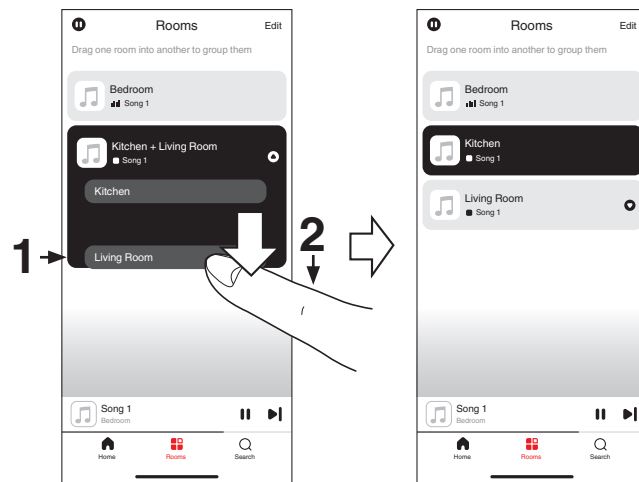 Rooms
Edit
Drag one room into another to group them
Bedroom
Song 1
Kitchen + Living Room
Song 1
Kitchen
Living Room
1
2
Song 1
Bedroom
Home
Rooms
Search
Rooms
Edit
Drag one room into another to group them
Bedroom
Song 1
Kitchen
Song 1
Living Room
Song 1
Song 1
Bedroom
Home
Rooms
Search